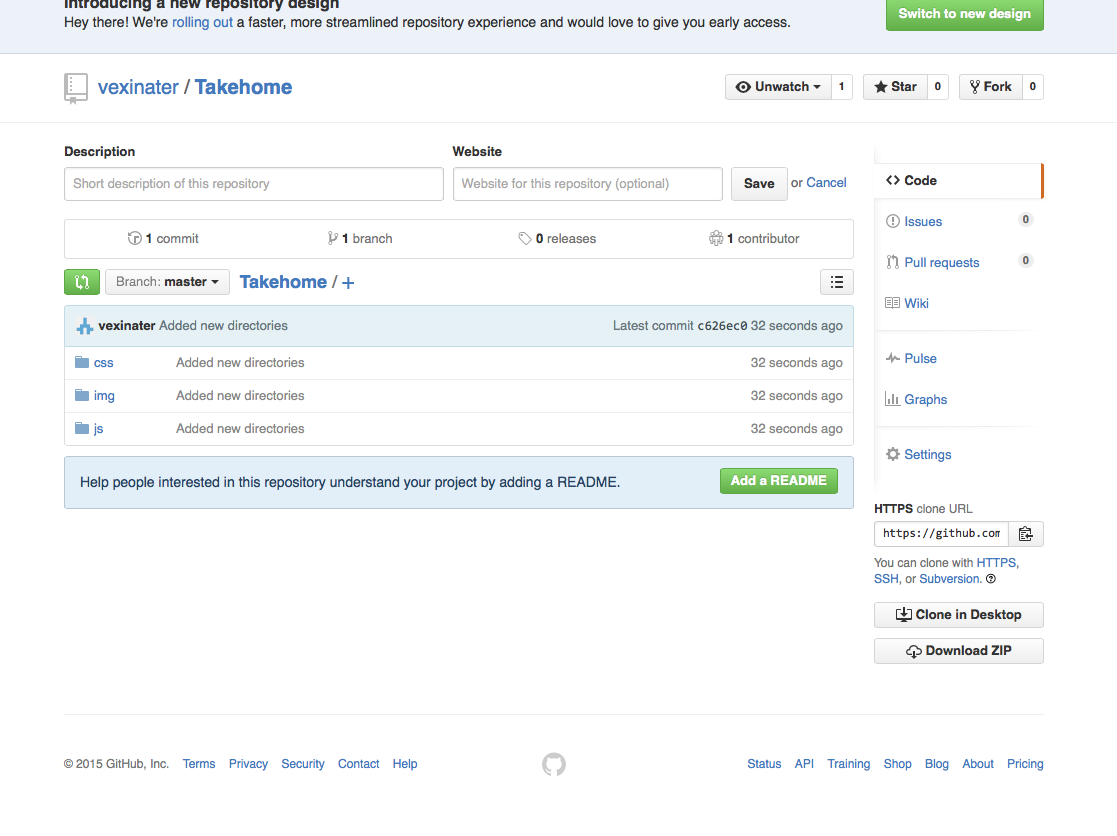 Introducing a new repository design
Hey there! We're rolling out a faster, more streamlined repository experience and would love to give you early access.
Switch to new design
vexinater / Takehome
Unwatch 1
Star 0
Fork 0
Description
Website
Short description of this repository
Website for this repository (optional)
Save or Cancel
1 commit
1 branch
0 releases
1 contributor
Branch: master
Takehome / +
vexinater Added new directories
Latest commit c626ec0 32 seconds ago
css Added new directories 32 seconds ago
img Added new directories 32 seconds ago
js Added new directories 32 seconds ago
Help people interested in this repository understand your project by adding a README.
Add a README
Code
Issues 0
Pull requests 0
Wiki
Pulse
Graphs
Settings
HTTPS clone URL
https://github.com
You can clone with HTTPS,
SSH, or Subversion.
Clone in Desktop
Download ZIP
© 2015 GitHub, Inc. Terms Privacy Security Contact Help
Status API Training Shop Blog About Pricing